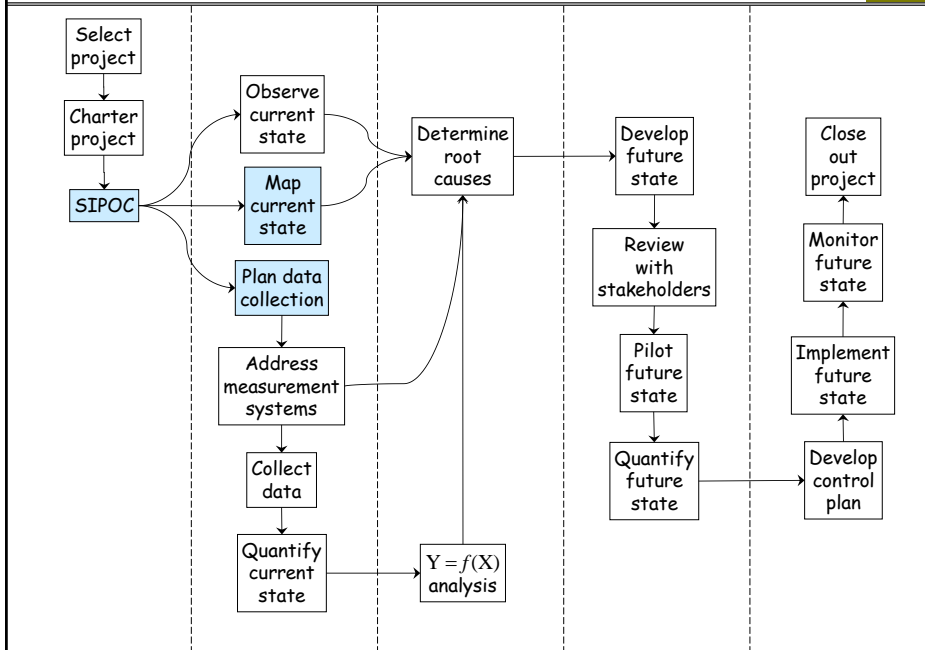 Select
project
Charter
project
SIPOC
Observe
current
state
Map
current
state
Plan data
collection
Address
measurement
systems
Collect
data
Quantify
current
state
Determine
root
causes
Y = f(X)
analysis
Develop
future
state
Review
with
stakeholders
Pilot
future
state
Quantify
future
state
Close
out
project
Monitor
future
state
Implement
future
state
Develop
control
plan